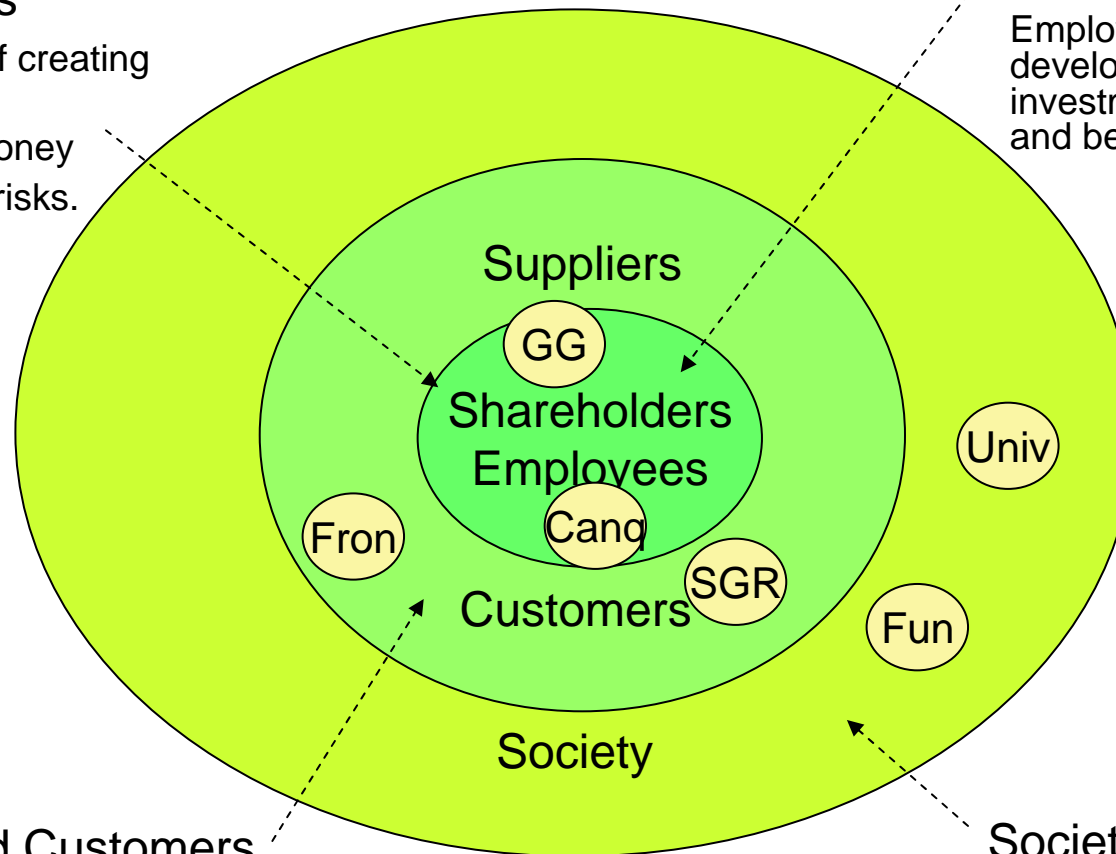 s
f creating
oney
risks.
Emplo
develo
investr
and be
Suppliers
GG
Shareholders
Employees
Canq
Univ
Fron
SGR
Customers
Fun
Society
d Customers
Societ